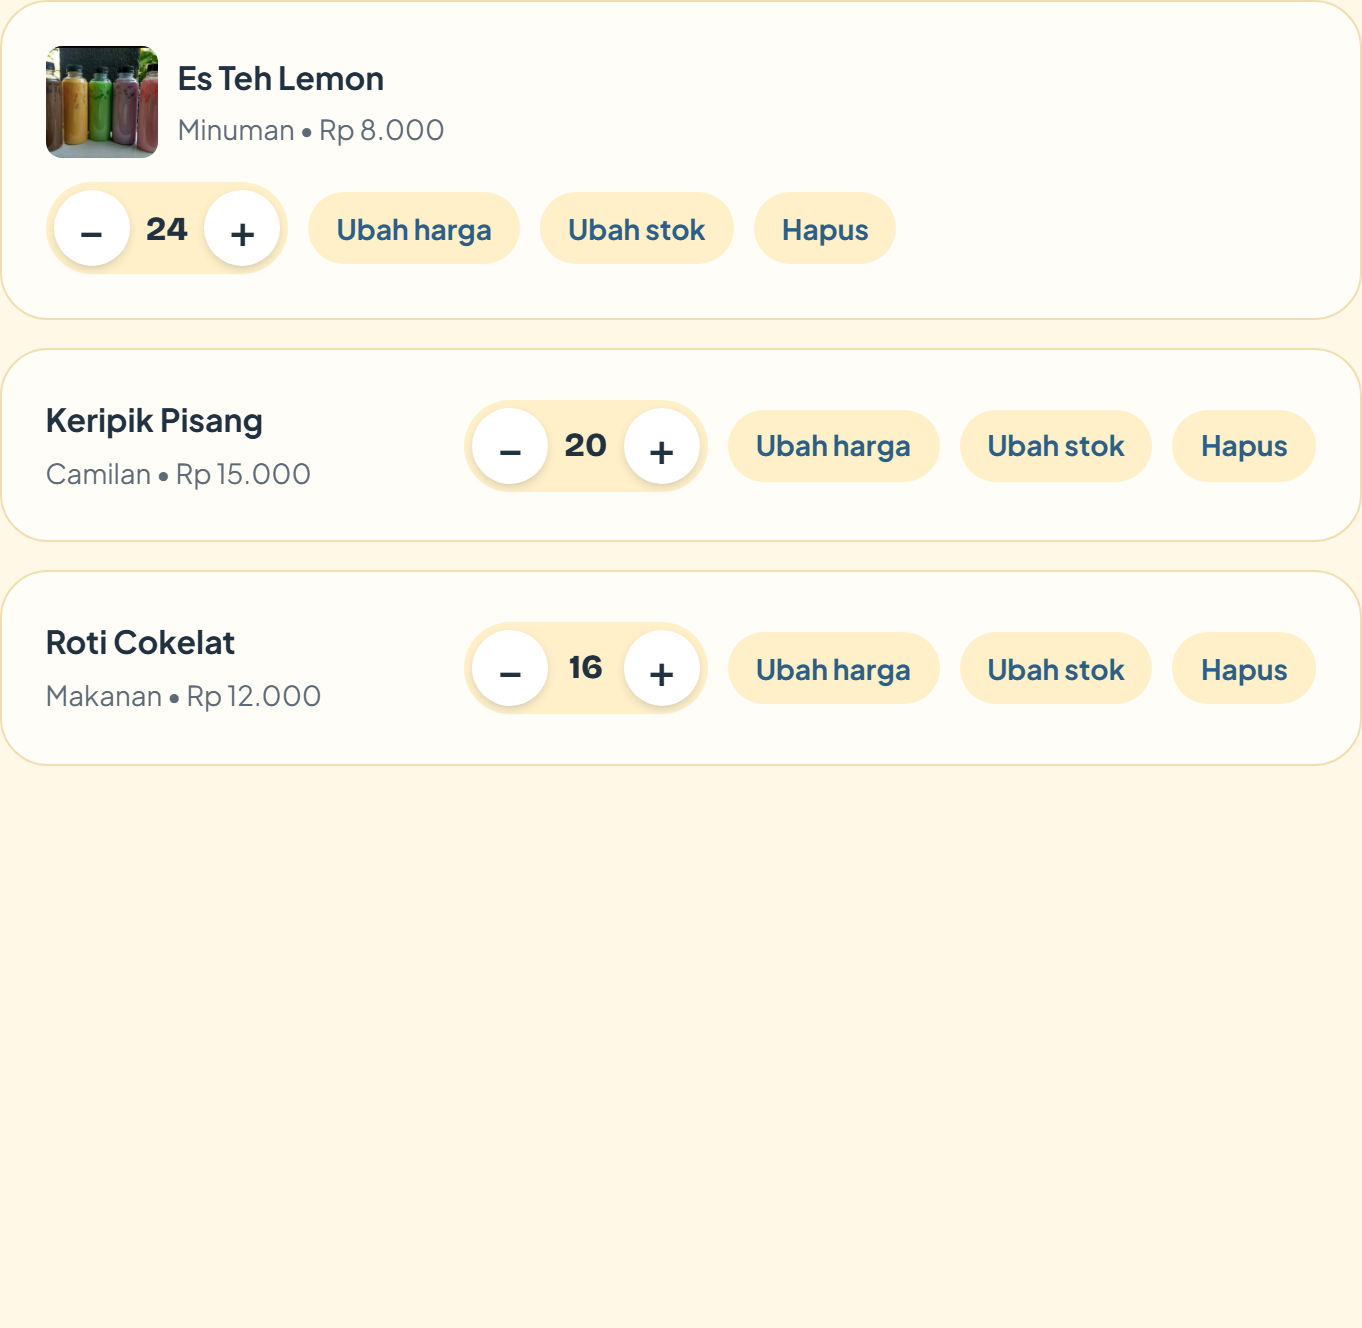 Es Teh Lemon
Minuman • Rp 8.000
– 24 + Ubah harga Ubah stok Hapus
Keripik Pisang
Camilan • Rp 15.000
– 20 + Ubah harga Ubah stok Hapus
Roti Cokelat
Makanan • Rp 12.000
– 16 + Ubah harga Ubah stok Hapus